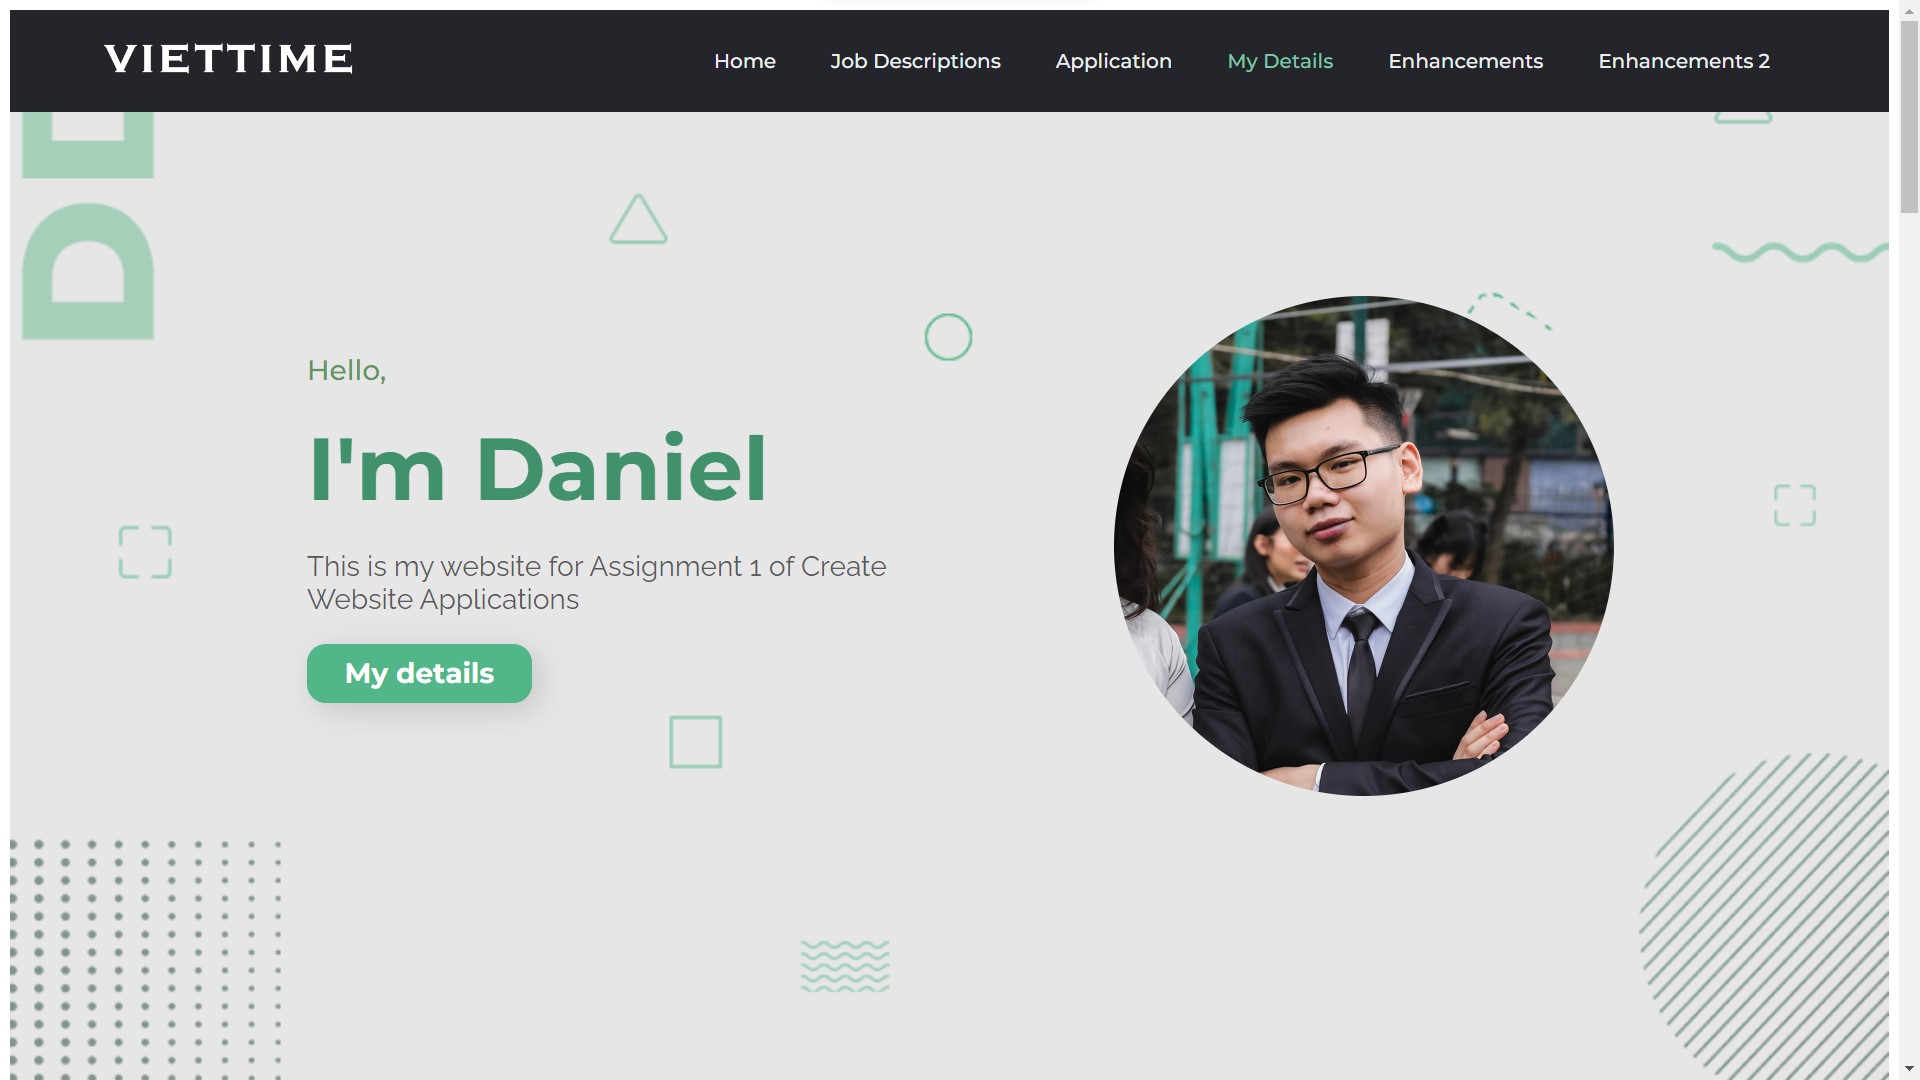 VIETTIME
Home
Job Descriptions
Application
My Details
Enhancements
Enhancements 2
Hello,
I'm Daniel
This is my website for Assignment 1 of Create
Website Applications
My details